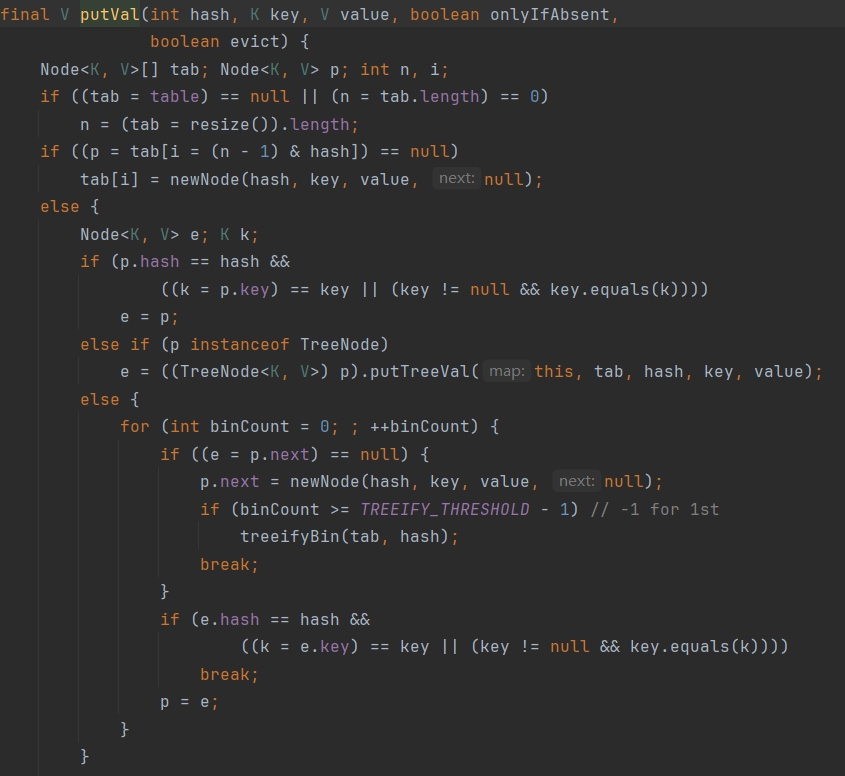 final V putVal(int hash, K key, V value, boolean onlyIfAbsent,
boolean evict) {
Node<K, V>[] tab; Node<K, V> p; int n, i;
if ((tab = table) == null || (n = tab.length) == 0)
n = (tab = resize()).length;
if ((p = tab[i = (n - 1) & hash]) == null)
tab[i] = newNode(hash, key, value, next: null);
else {
Node<K, V> e; K k;
if (p.hash == hash &&
((k = p.key) == key || (key != null && key.equals(k))))
e = p;
else if (p instanceof TreeNode)
e = ((TreeNode<K, V>) p).putTreeVal( map: this, tab, hash, key, value);
else {
for (int binCount = 0; ; ++binCount) {
if ((e = p.next) == null) {
p.next = newNode(hash, key, value, next: null);
if (binCount >= TREEIFY_THRESHOLD - 1) // -1 for 1st
treeifyBin(tab, hash);
break;
}
if (e.hash == hash &&
((k = e.key) == key || (key != null && key.equals(k))))
break;
p = e;
}
}